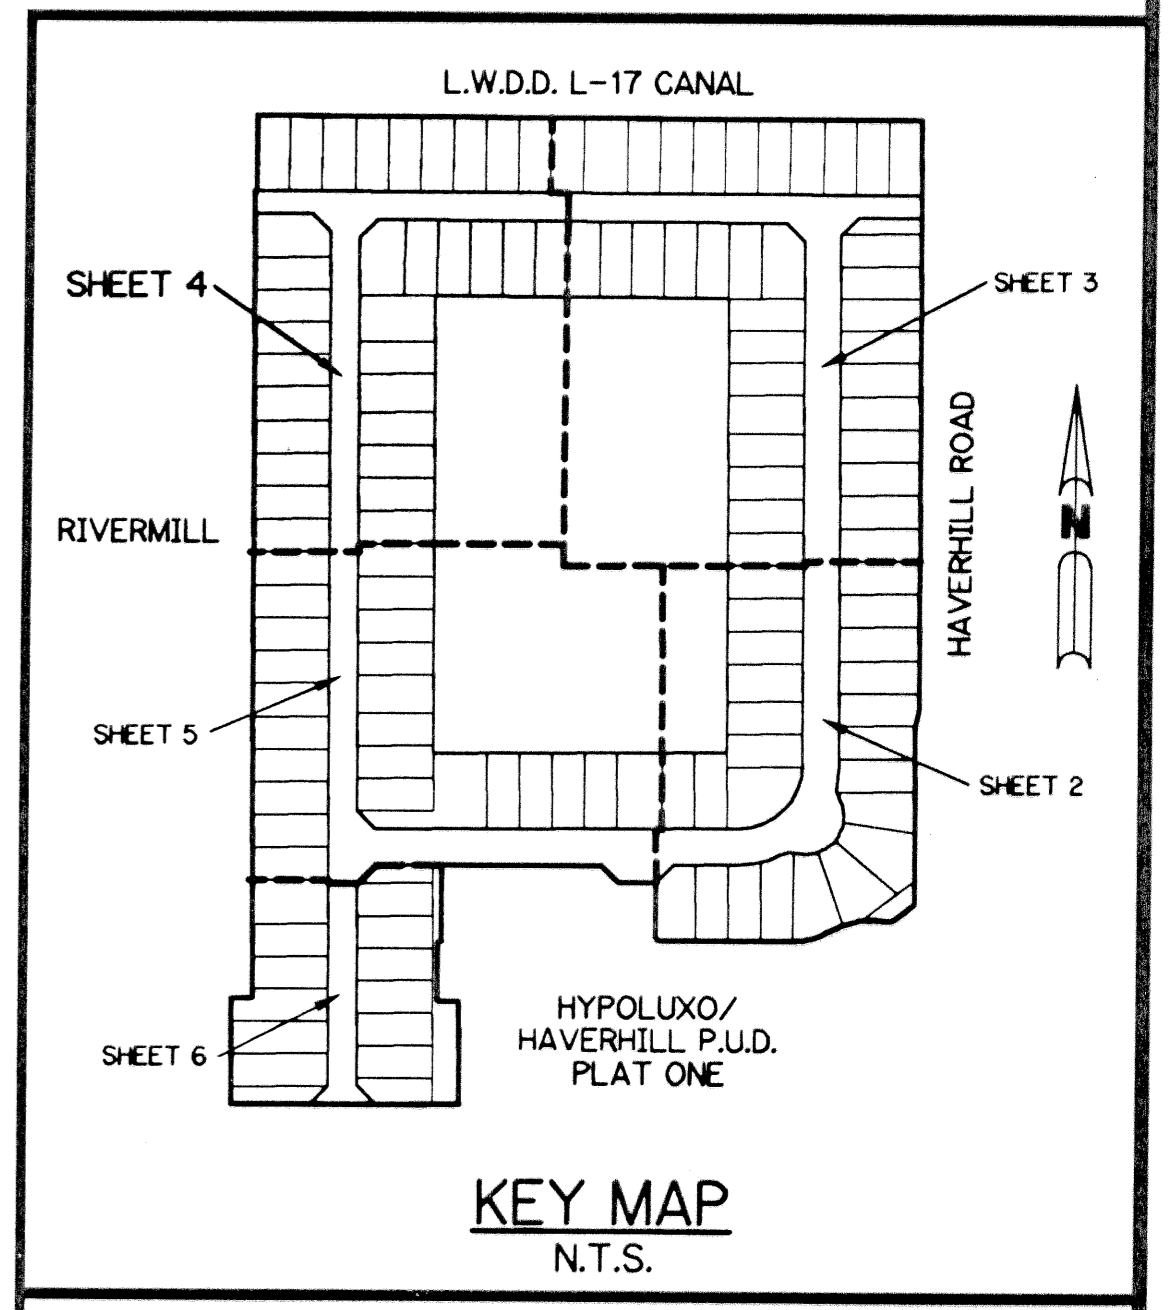 L.W.D.D. L-17 CANAL
SHEET 4
SHEET 3
HAVERHILL ROAD
N
RIVERMILL
SHEET 5
SHEET 2
SHEET 6
HYPOLUXO/
HAVERHILL P.U.D.
PLAT ONE
KEY MAP
N.T.S.